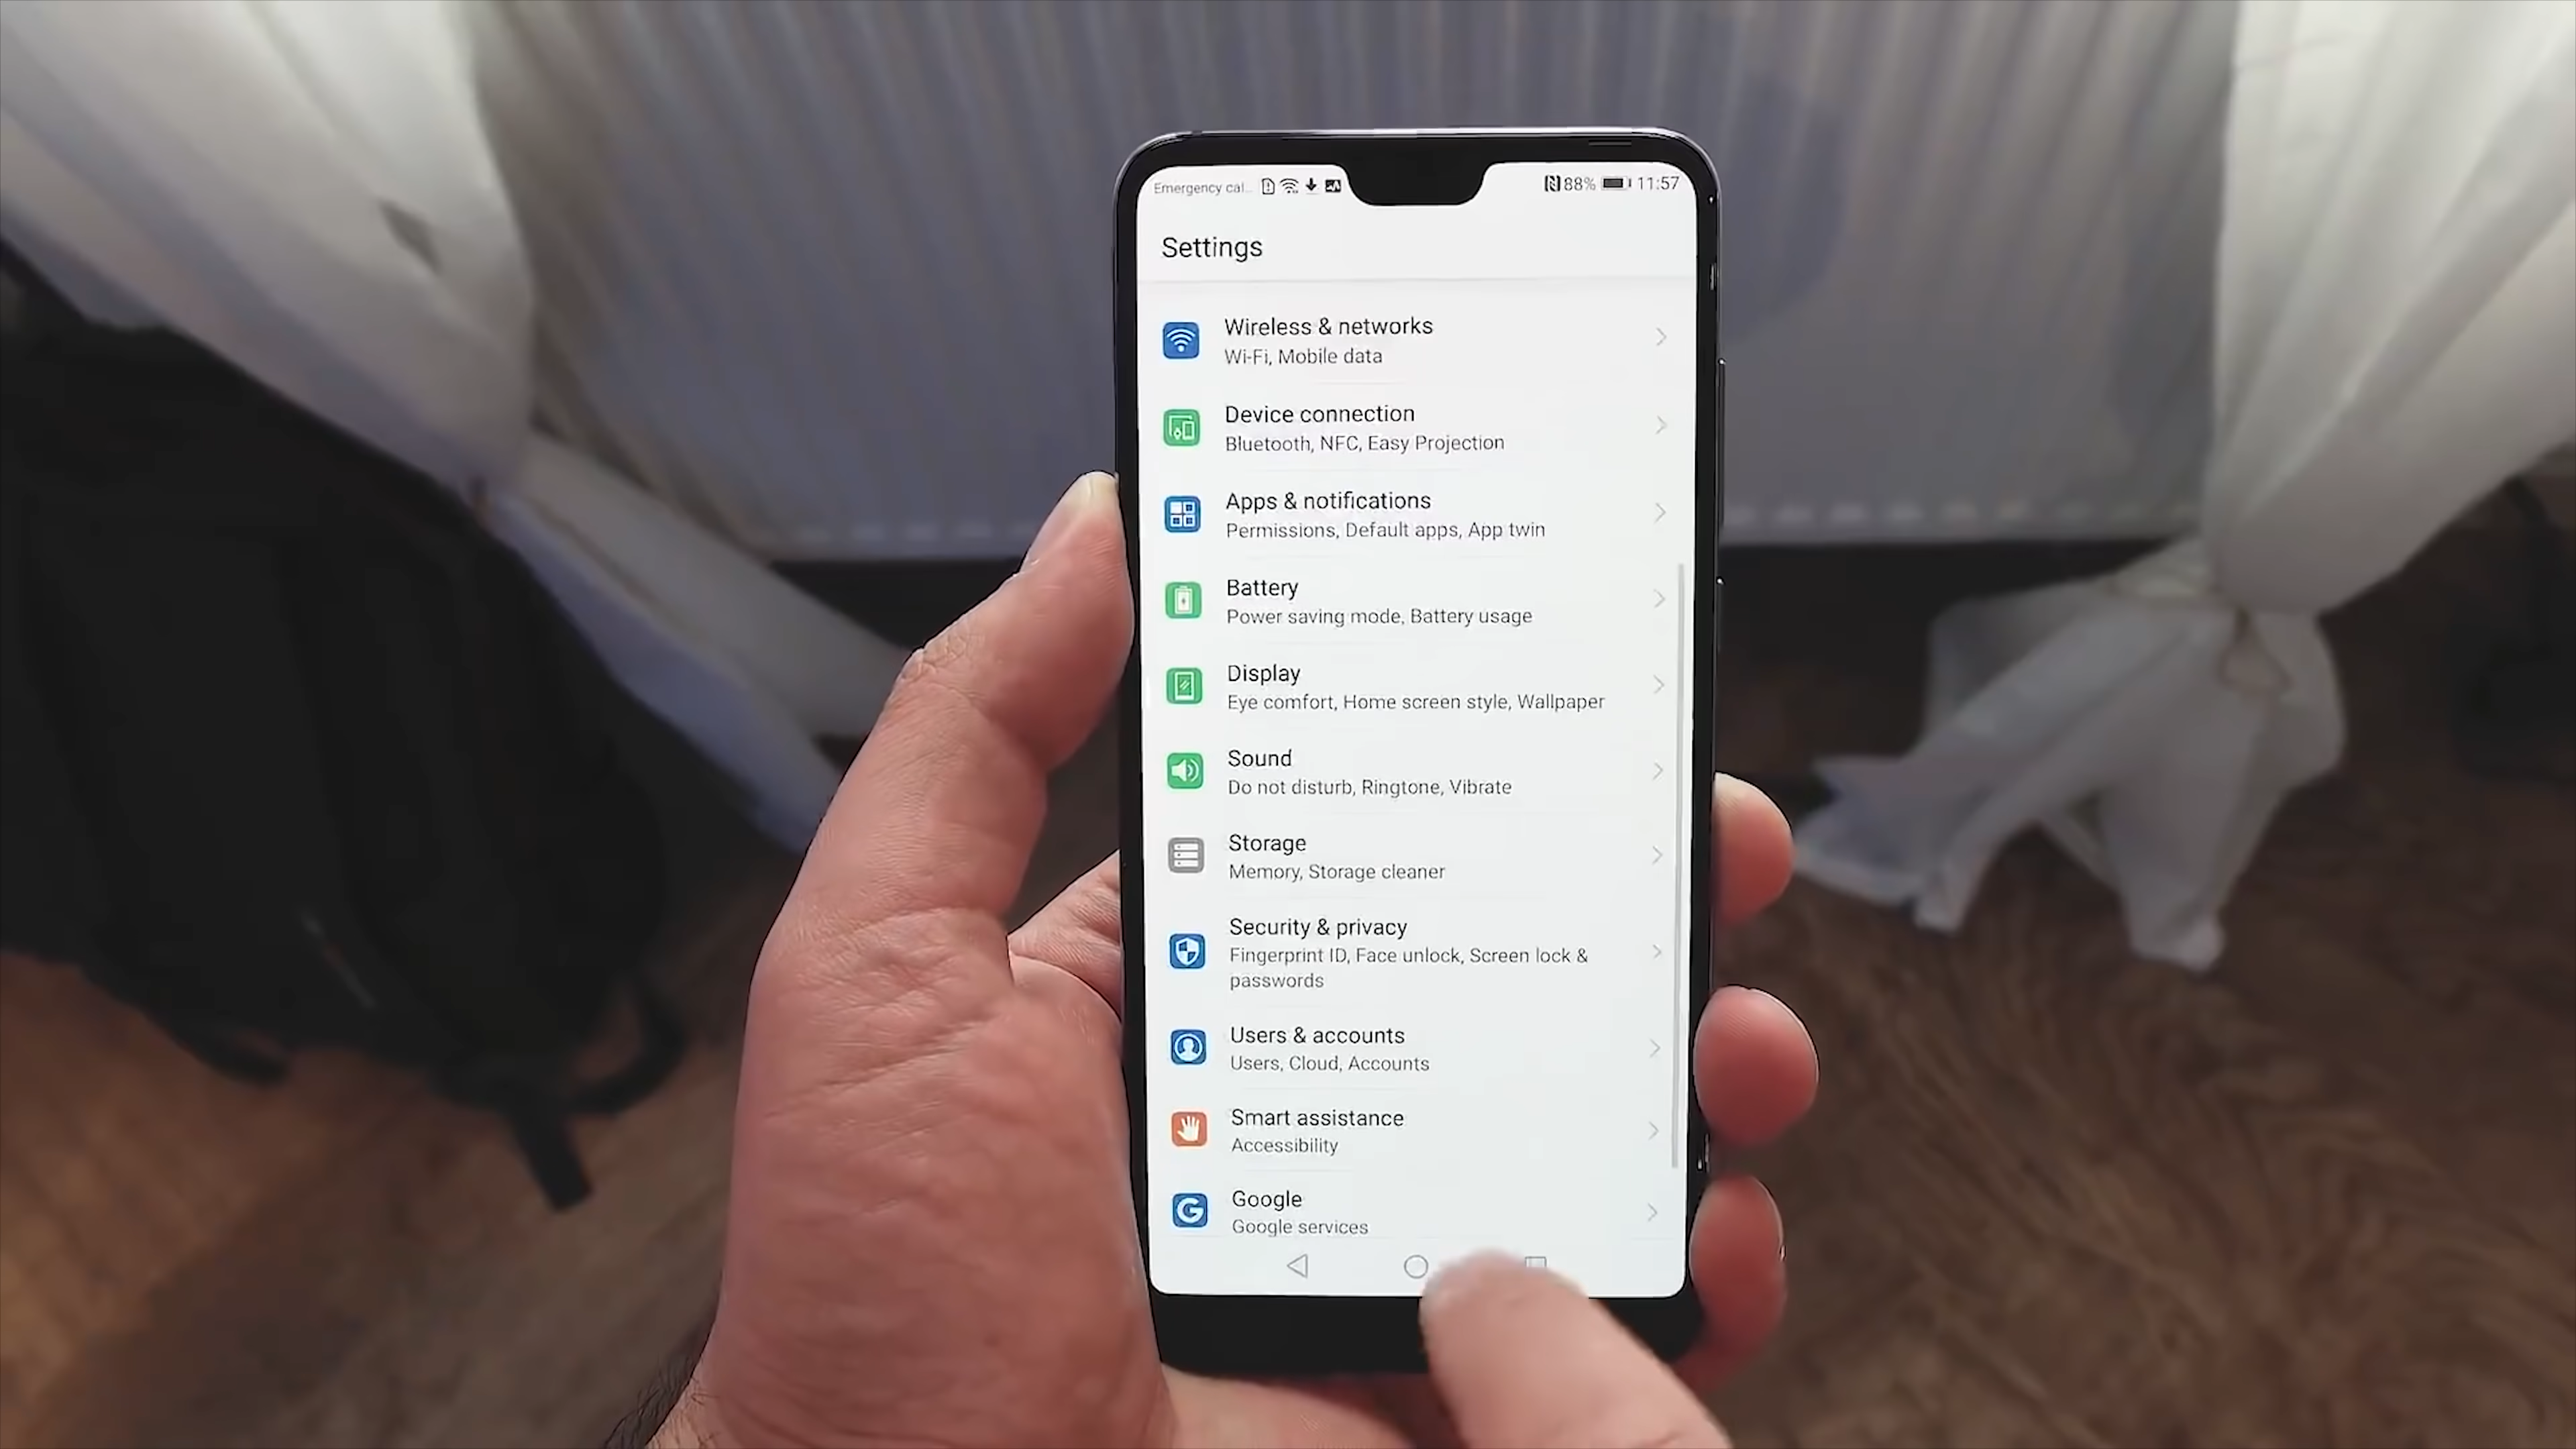 Emergency cal... 88% 11:57
Settings
Wireless & networks
Wi-Fi, Mobile data
Device connection
Bluetooth, NFC, Easy Projection
Apps & notifications
Permissions, Default apps, App twin
Battery
Power saving mode, Battery usage
Display
Eye comfort, Home screen style, Wallpaper
Sound
Do not disturb, Ringtone, Vibrate
Storage
Memory, Storage cleaner
Security & privacy
Fingerprint ID, Face unlock, Screen lock &
passwords
Users & accounts
Users, Cloud, Accounts
Smart assistance
Accessibility
Google
Google services